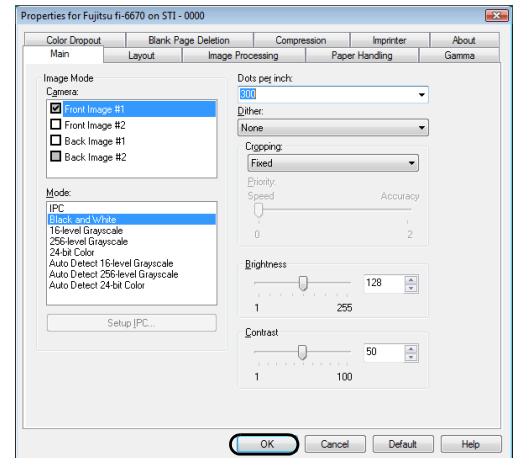 Properties for Fujitsu fi-6670 on STI - 0000
Color Dropout Blank Page Deletion Compression Imprinter About
Main Layout Image Processing Paper Handling Gamma
Image Mode
Camera:
Front Image #1
Front Image #2
Back Image #1
Back Image #2
Mode:
IPC
Black and White
16-level Grayscale
256-level Grayscale
24-bit Color
Auto Detect 16-level Grayscale
Auto Detect 256-level Grayscale
Auto Detect 24-bit Color
Setup IPC...
Dots per inch:
300
Dither:
None
Cropping:
Fixed
Priority:
Speed Accuracy
0 2
Brightness
128
1 255
Contrast
50
1 100
OK Cancel Default Help